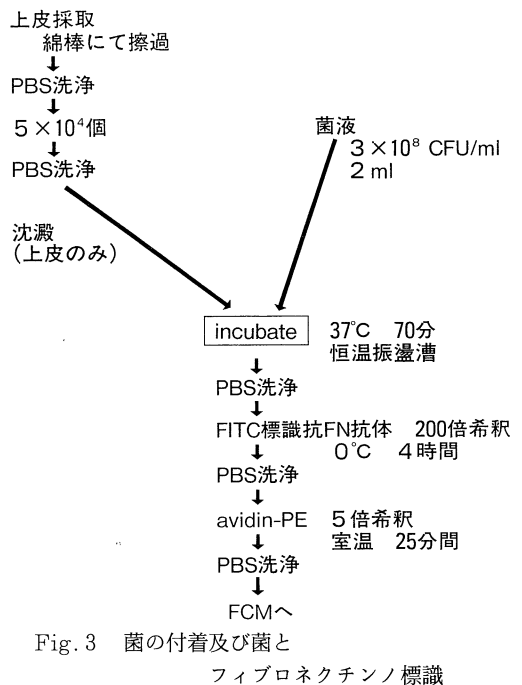 上皮採取
綿棒にて擦過
PBS洗浄
5×10⁴個
PBS洗浄
菌液
3×10⁸ CFU/ml
2 ml
沈澱
(上皮のみ)
incubate 37℃ 70分
恒温振盪漕
PBS洗浄
FITC標識抗FN抗体 200倍希釈
0℃ 4時間
PBS洗浄
avidin-PE 5倍希釈
室温 25分間
PBS洗浄
FCMへ
Fig. 3 菌の付着及び菌と
フィブロネクチンノ標識